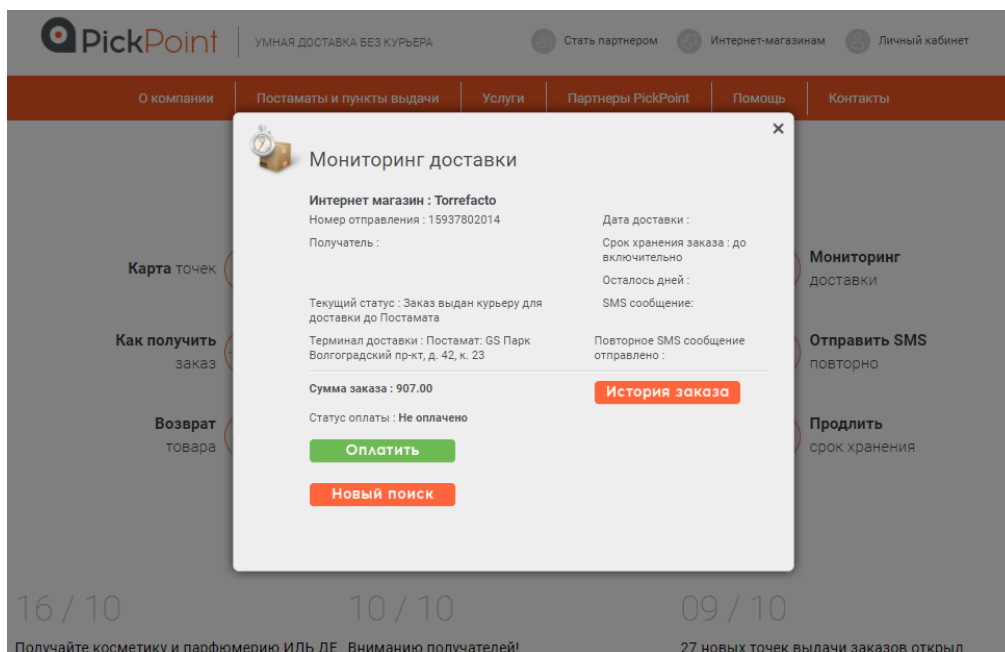 PickPoint
УМНАЯ ДОСТАВКА БЕЗ КУРЬЕРА
Стать партнером
Интернет-магазинам
Личный кабинет
О компании
Постаматы и пункты выдачи
Услуги
Партнеры PickPoint
Помощь
Контакты
Мониторинг доставки
Интернет магазин : Torrefacto
Номер отправления : 15937802014
Дата доставки :
Получатель :
Срок хранения заказа : до
включительно
Осталось дней :
Текущий статус : Заказ выдан курьеру для
доставки до Постамата
SMS сообщение:
Терминал доставки : Постамат: GS Парк
Волгоградский пр-кт, д. 42, к. 23
Повторное SMS сообщение
отправлено :
Сумма заказа : 907.00
История заказа
Статус оплаты : Не оплачено
Оплатить
Новый поиск
Карта точек
Как получить
заказ
Возврат
товара
Мониторинг
доставки
Отправить SMS
повторно
Продлить
срок хранения
16 / 10
10 / 10
09 / 10
Получайте косметику и парфюмерию ИЛЬ ДЕ
Вниманию получателей!
27 новых точек выдачи заказов открыл